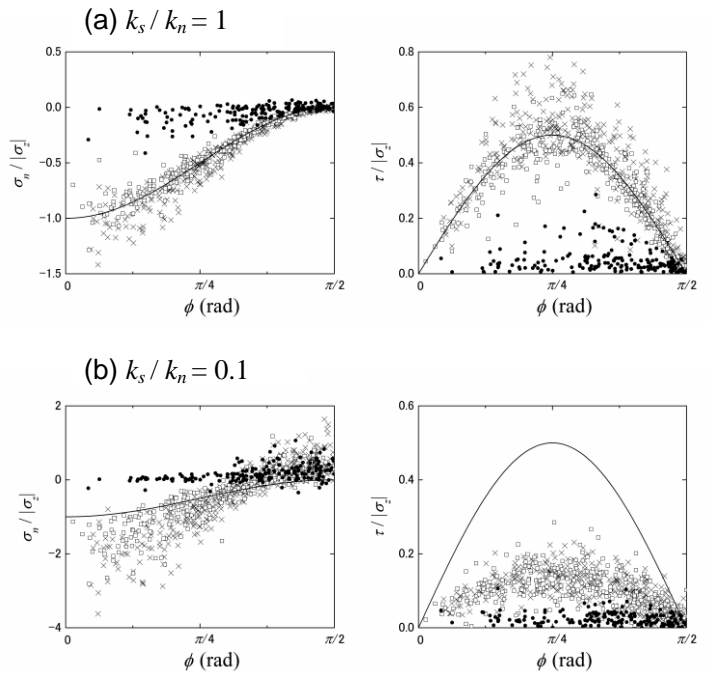 (a) k_s / k_n = 1
0.5
0.0
−0.5
−1.0
−1.5
σ_n / |σ_z|
0
π/4
π/2
ϕ (rad)
0.8
0.6
0.4
0.2
0.0
τ / |σ_z|
0
π/4
π/2
ϕ (rad)
(b) k_s / k_n = 0.1
2
0
−2
−4
σ_n / |σ_z|
0
π/4
π/2
ϕ (rad)
0.6
0.4
0.2
0.0
τ / |σ_z|
0
π/4
π/2
ϕ (rad)